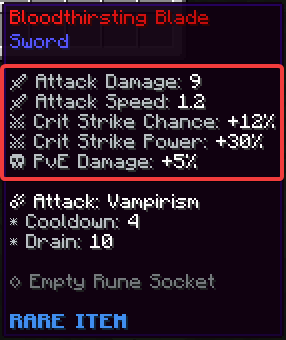 Bloodthirsting Blade
Sword
Attack Damage: 9
Attack Speed: 1.2
Crit Strike Chance: +12%
Crit Strike Power: +30%
PvE Damage: +5%
Attack: Vampirism
Cooldown: 4
Drain: 10
Empty Rune Socket
RARE ITEM